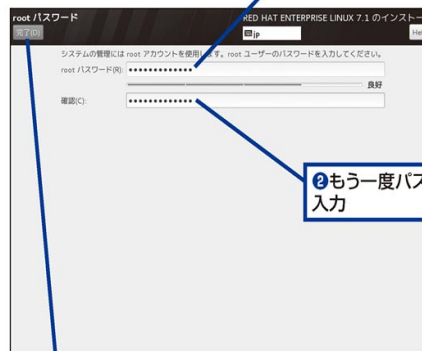 root パスワード
RED HAT ENTERPRISE LINUX 7.1 のインストー
完了(D)
jp
Hel
システムの管理には root アカウントを使用します。root ユーザーのパスワードを入力してください。
root パスワード(R):
良好
確認(C):
❷もう一度パス
入力